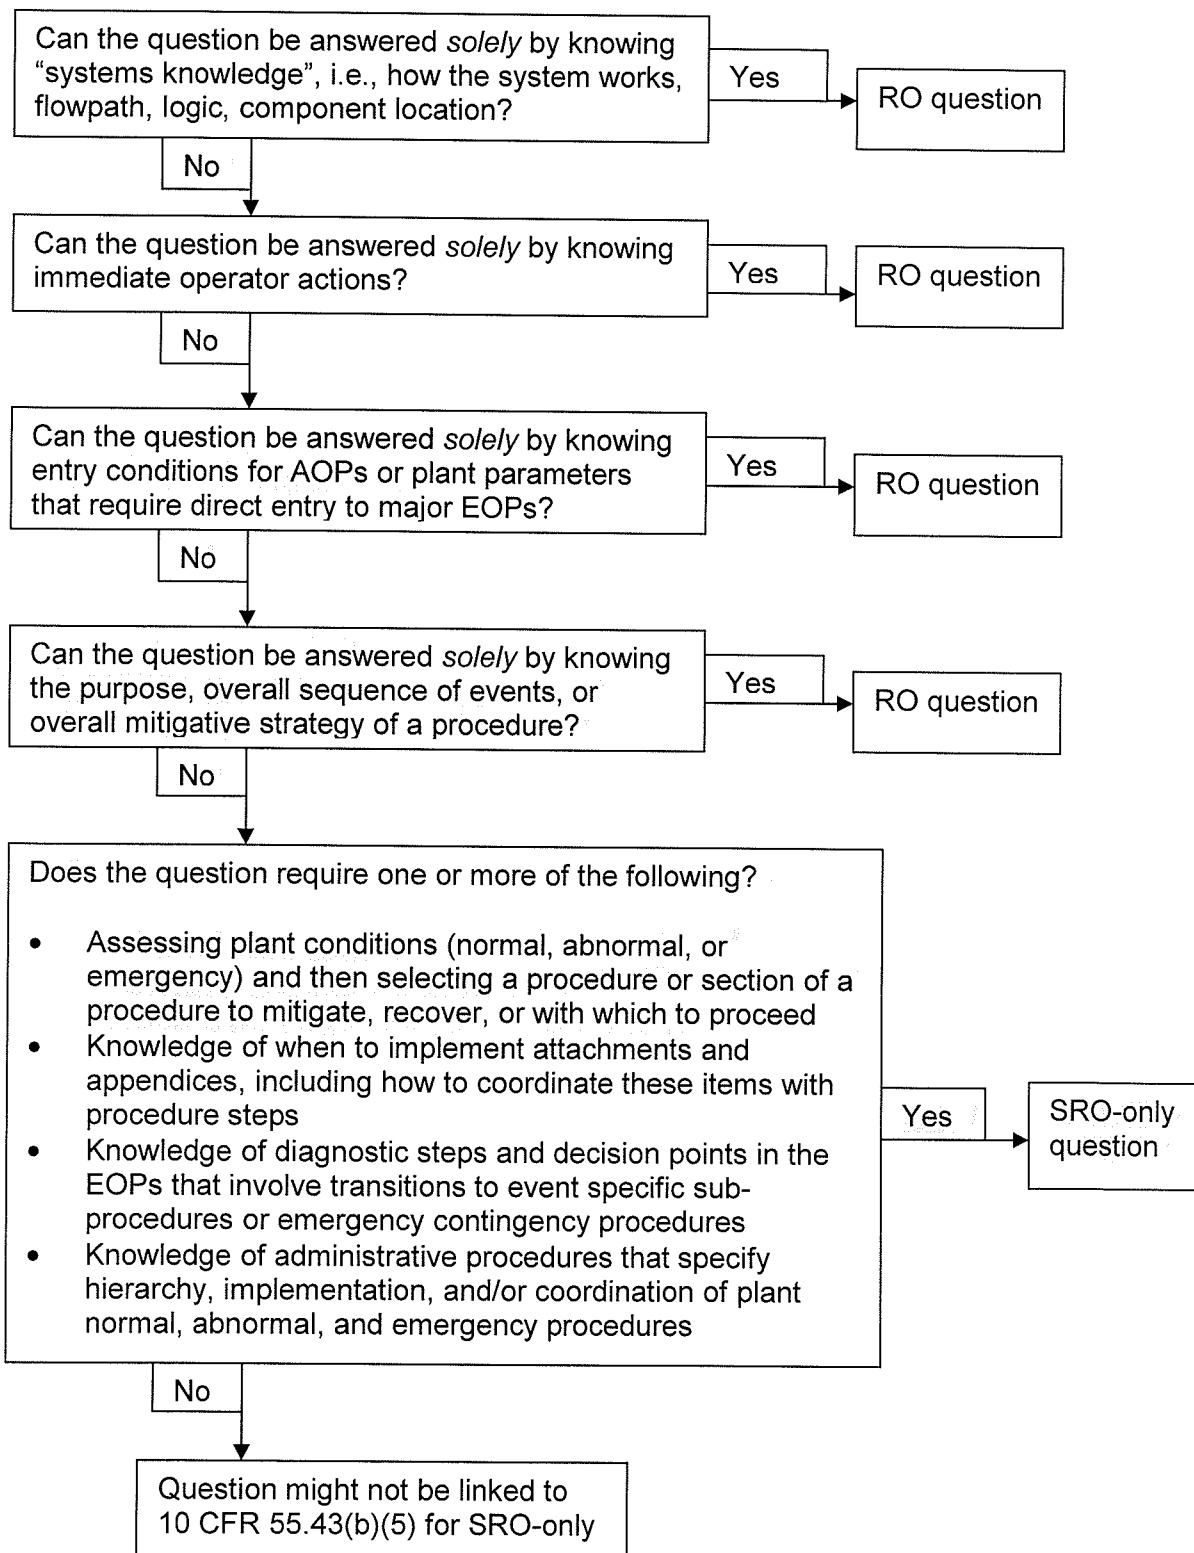 Can the question be answered solely by knowing
"systems knowledge", i.e., how the system works,
flowpath, logic, component location?
Yes
RO question
No
Can the question be answered solely by knowing
immediate operator actions?
Yes
RO question
No
Can the question be answered solely by knowing
entry conditions for AOPs or plant parameters
that require direct entry to major EOPs?
Yes
RO question
No
Can the question be answered solely by knowing
the purpose, overall sequence of events, or
overall mitigative strategy of a procedure?
Yes
RO question
No
Does the question require one or more of the following?
• Assessing plant conditions (normal, abnormal, or
emergency) and then selecting a procedure or section of a
procedure to mitigate, recover, or with which to proceed
• Knowledge of when to implement attachments and
appendices, including how to coordinate these items with
procedure steps
• Knowledge of diagnostic steps and decision points in the
EOPs that involve transitions to event specific sub-
procedures or emergency contingency procedures
• Knowledge of administrative procedures that specify
hierarchy, implementation, and/or coordination of plant
normal, abnormal, and emergency procedures
Yes
SRO-only
question
No
Question might not be linked to
10 CFR 55.43(b)(5) for SRO-only